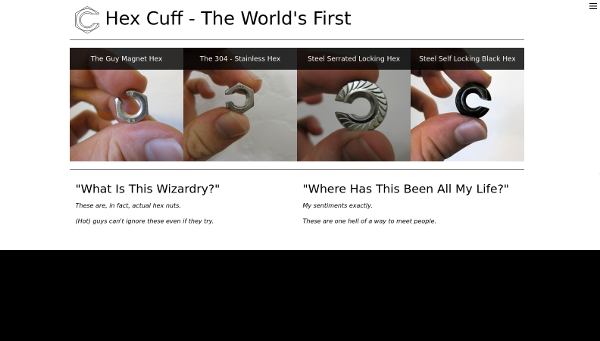 Hex Cuff - The World's First
The Guy Magnet Hex
The 304 - Stainless Hex
Steel Serrated Locking Hex
Steel Self Locking Black Hex
"What Is This Wizardry?"
These are, in fact, actual hex nuts.
(Hot) guys can't ignore these even if they try.
"Where Has This Been All My Life?"
My sentiments exactly.
These are one hell of a way to meet people.